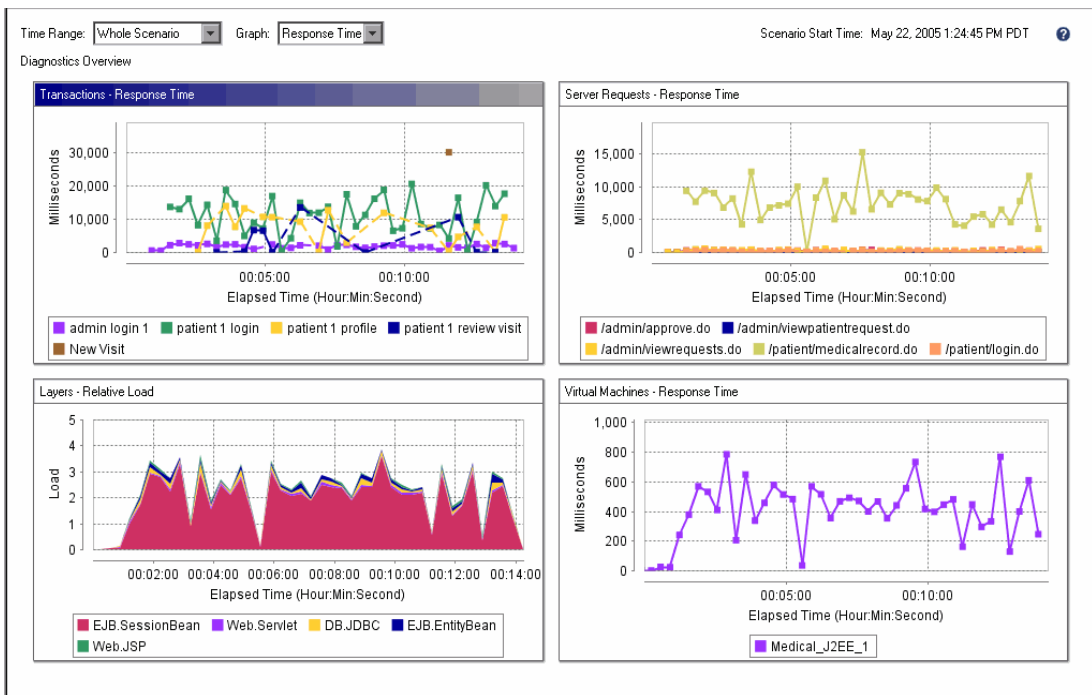 Time Range: Whole Scenario Graph: Response Time Scenario Start Time: May 22, 2005 1:24:45 PM PDT ?
Diagnostics Overview
Transactions - Response Time
Milliseconds
30,000
20,000
10,000
0
00:05:00 00:10:00
Elapsed Time (Hour:Min:Second)
admin login 1 patient 1 login patient 1 profile patient 1 review visit
New Visit
Server Requests - Response Time
Milliseconds
15,000
10,000
5,000
0
00:05:00 00:10:00
Elapsed Time (Hour:Min:Second)
/admin/approve.do /admin/viewpatientrequest.do
/admin/viewrequests.do /patient/medicalrecord.do /patient/login.do
Layers - Relative Load
Load
5
4
3
2
1
0
00:02:00 00:04:00 00:06:00 00:08:00 00:10:00 00:12:00 00:14:00
Elapsed Time (Hour:Min:Second)
EJB.SessionBean Web.Servlet DB.JDBC EJB.EntityBean
Web.JSP
Virtual Machines - Response Time
Milliseconds
1,000
800
600
400
200
0
00:05:00 00:10:00
Elapsed Time (Hour:Min:Second)
Medical_J2EE_1